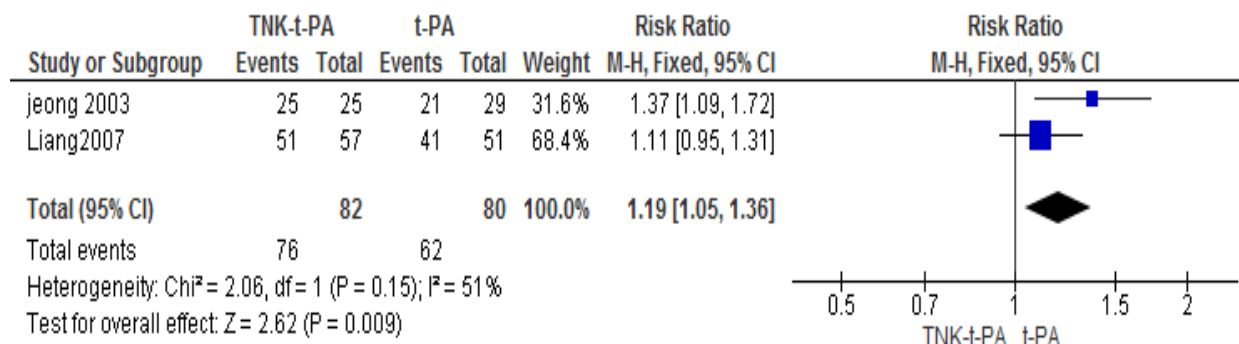 TNK-t-PA t-PA Risk Ratio Risk Ratio
Study or Subgroup Events Total Events Total Weight M-H, Fixed, 95% CI M-H, Fixed, 95% CI
jeong 2003 25 25 21 29 31.6% 1.37 [1.09, 1.72]
Liang2007 51 57 41 51 68.4% 1.11 [0.95, 1.31]
Total (95% CI) 82 80 100.0% 1.19 [1.05, 1.36]
Total events 76 62
Heterogeneity: Chi² = 2.06, df = 1 (P = 0.15); I² = 51%
Test for overall effect: Z = 2.62 (P = 0.009)
0.5 0.7 1 1.5 2
TNK-t-PA t-PA